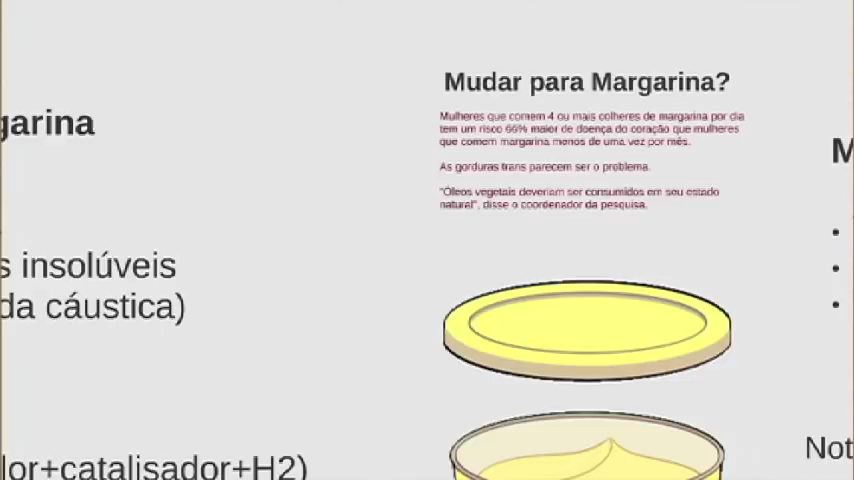 garina
s insolúveis
da cáustica)
lor+catalisador+H2)
Mudar para Margarina?
Mulheres que comem 4 ou mais colheres de margarina por dia
tem um risco 66% maior de doença do coração que mulheres
que comem margarina menos de uma vez por mês.
As gorduras trans parecem ser o problema.
"Óleos vegetais deveriam ser consumidos em seu estado
natural", disse o coordenador da pesquisa.
M
•
•
•
Not